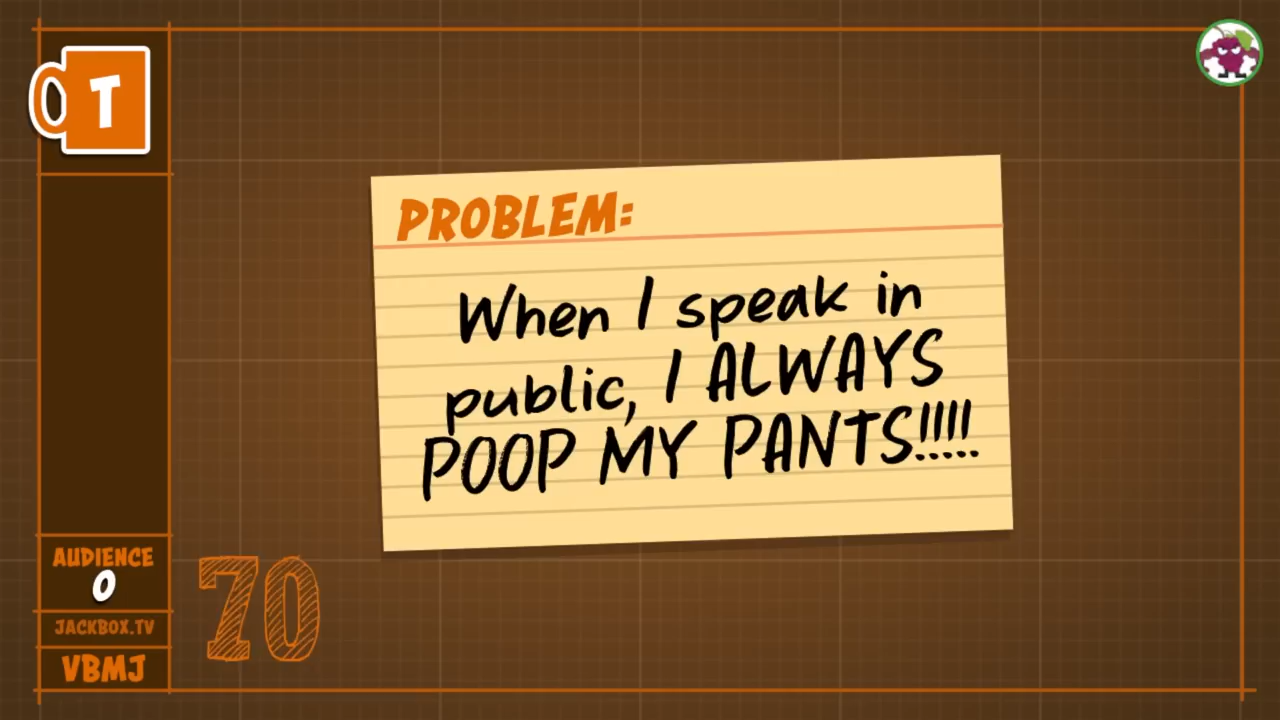 T
PROBLEM:
When I speak in
public, I ALWAYS
POOP MY PANTS!!!!!
AUDIENCE
0
70
JACKBOX.TV
VBMJ